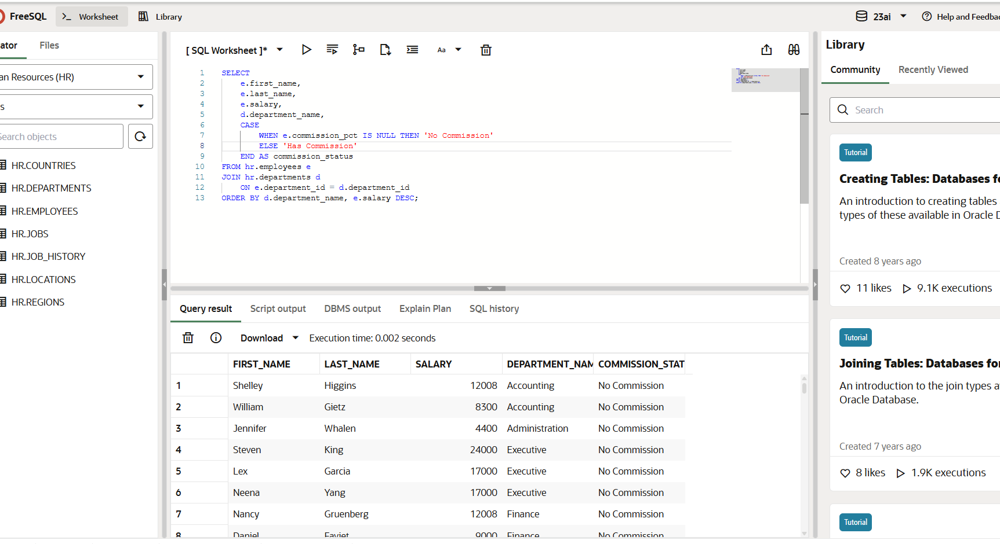 FreeSQL
Worksheet
Library
23ai
Help and
ator
Files
an Resources (HR)
s
Search objects
HR.COUNTRIES
HR.DEPARTMENTS
HR.EMPLOYEES
HR.JOBS
HR.JOB_HISTORY
HR.LOCATIONS
HR.REGIONS
[ SQL Worksheet ]*
Aa
1 SELECT
2 e.first_name,
3 e.last_name,
4 e.salary,
5 d.department_name,
6 CASE
7 WHEN e.commission_pct IS NULL THEN 'No Commission'
8 ELSE 'Has Commission'
9 END AS commission_status
10 FROM hr.employees e
11 JOIN hr.departments d
12 ON e.department_id = d.department_id
13 ORDER BY d.department_name, e.salary DESC;
Query result
Script output
DBMS output
Explain Plan
SQL history
Download
Execution time: 0.002 seconds
FIRST_NAME LAST_NAME SALARY DEPARTMENT_NAM COMMISSION_STAT
1 Shelley Higgins 12008 Accounting No Commission
2 William Gietz 8300 Accounting No Commission
3 Jennifer Whalen 4400 Administration No Commission
4 Steven King 24000 Executive No Commission
5 Lex Garcia 17000 Executive No Commission
6 Neena Yang 17000 Executive No Commission
7 Nancy Gruenberg 12008 Finance No Commission
8 Daniel Faviet 9000 Finance No Commission
Library
Community
Recently Viewed
Search
Tutorial
Creating Tables: Databases fo
An introduction to creating tables
types of these available in Oracle D
Created 8 years ago
11 likes
9.1K executions
Tutorial
Joining Tables: Databases for
An introduction to the join types a
Oracle Database.
Created 7 years ago
8 likes
1.9K executions
Tutorial